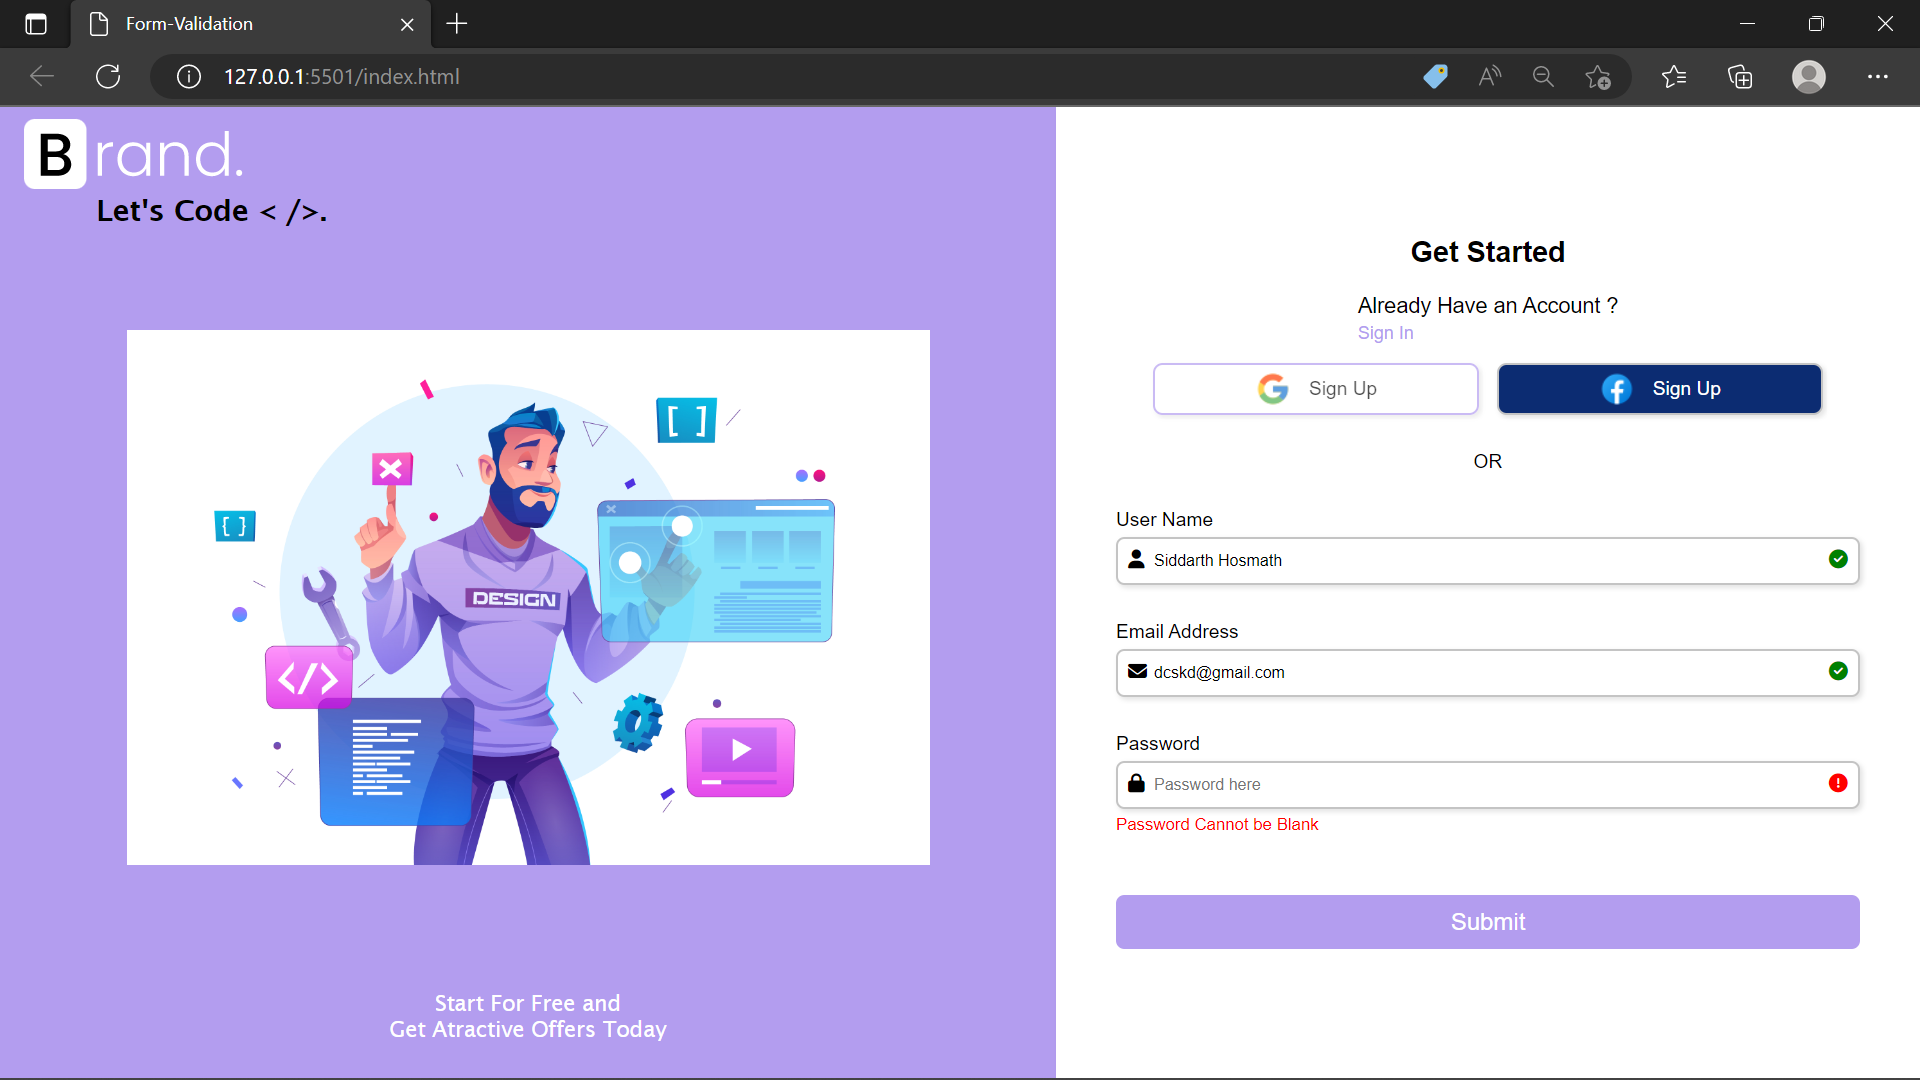 Form-Validation
127.0.0.1:5501/index.html
Brand.
Let's Code < />.
[ ]
{ }
DESIGN
</>
Start For Free and
Get Atractive Offers Today
Get Started
Already Have an Account ?
Sign In
Sign Up
Sign Up
OR
User Name
Siddarth Hosmath
Email Address
dcskd@gmail.com
Password
Password here
Password Cannot be Blank
Submit